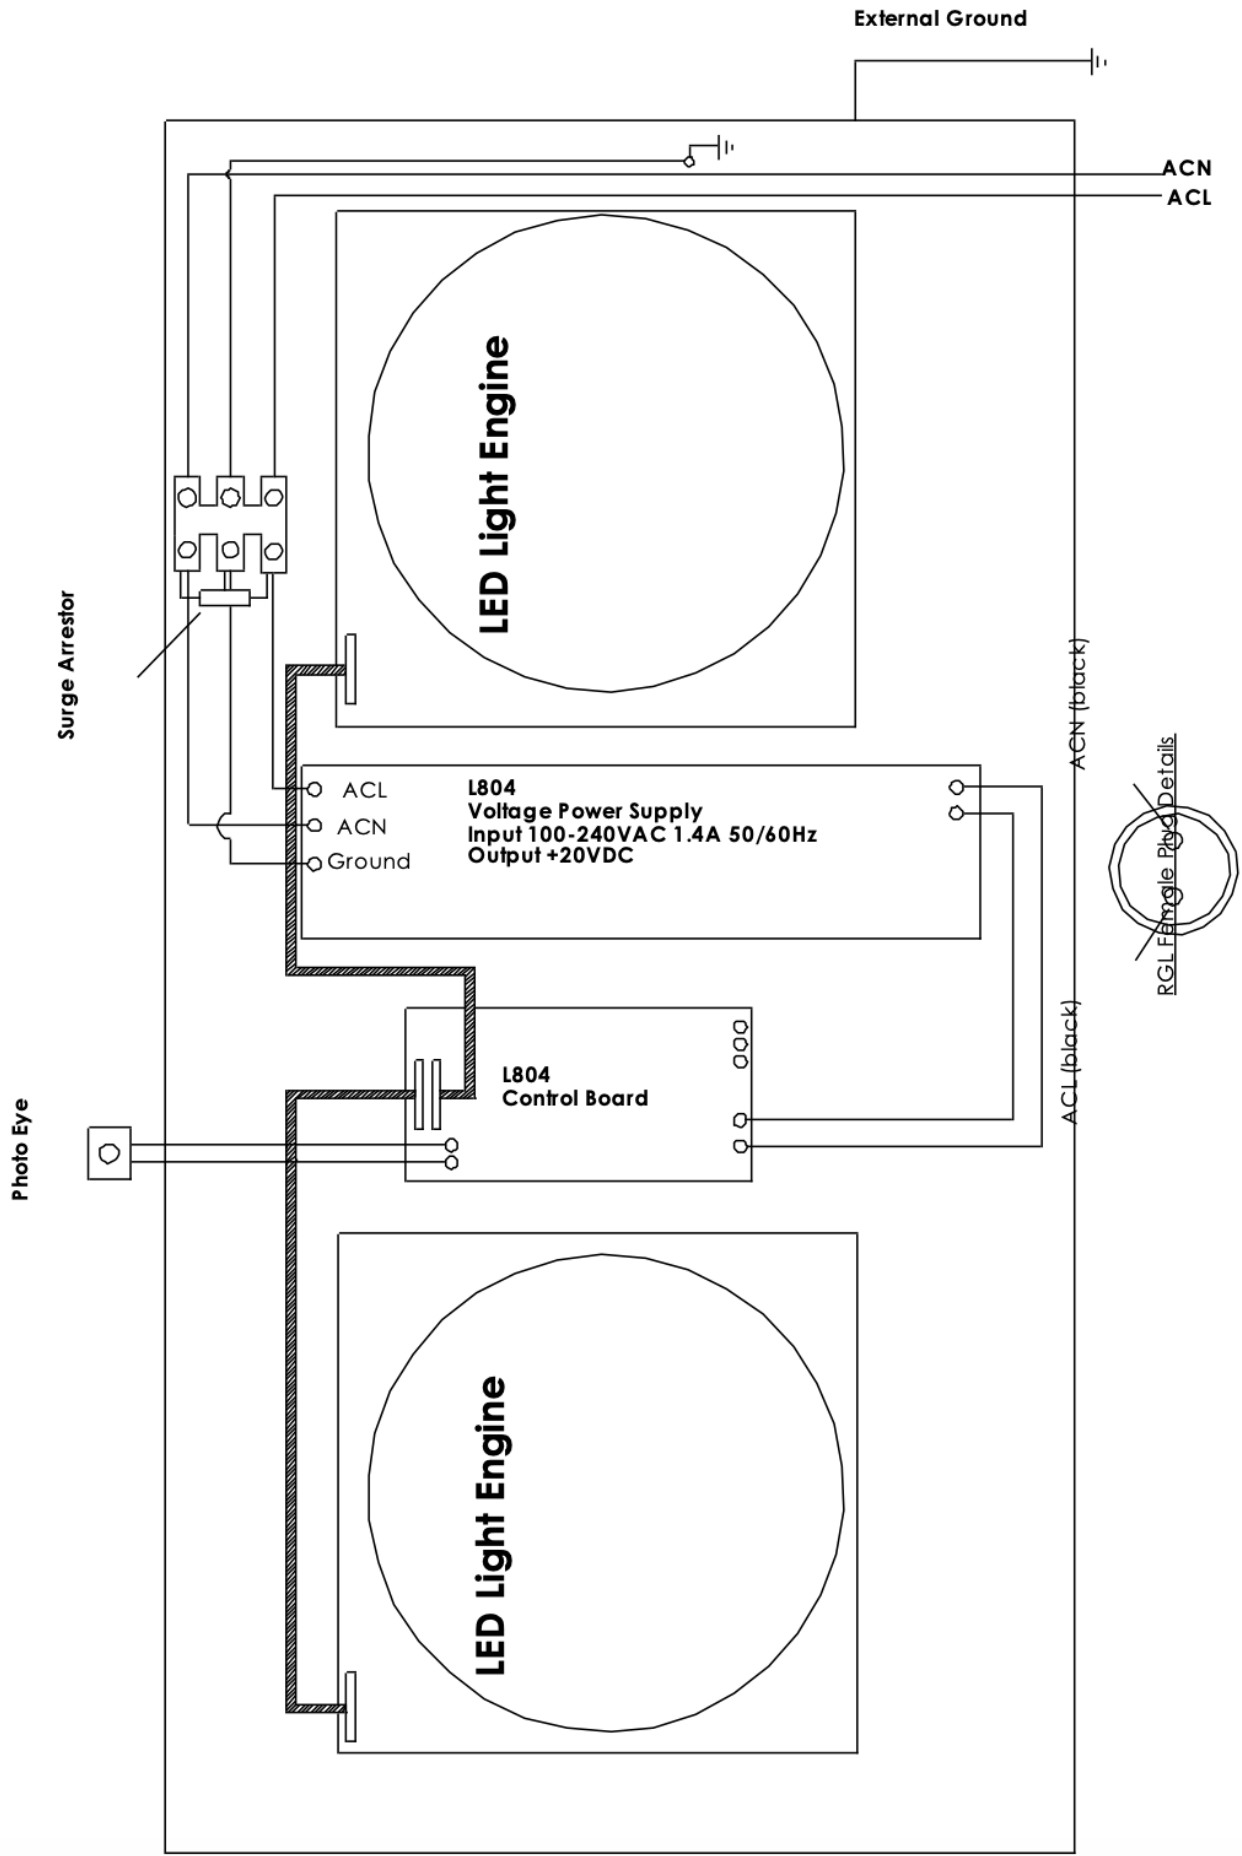 External Ground
ACN
ACL
LED Light Engine
Surge Arrestor
ACN (black)
RGL Female Plug Details
ACL
ACN
Ground
L804
Voltage Power Supply
Input 100-240VAC 1.4A 50/60Hz
Output +20VDC
ACL (black)
L804
Control Board
Photo Eye
LED Light Engine